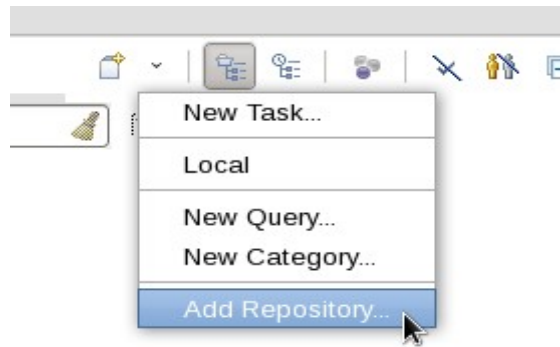 New Task...
Local
New Query...
New Category...
Add Repository...